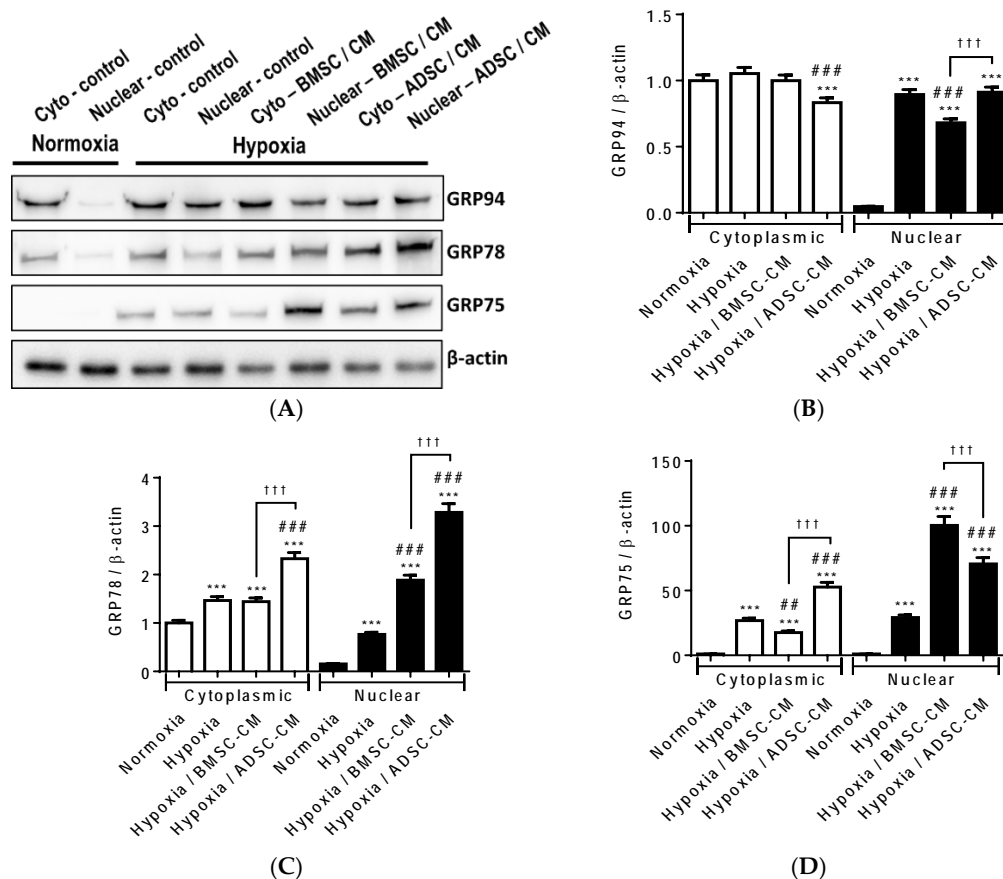 Cyto - control
Nuclear - control
Cyto - control
Nuclear - control
Cyto – BMSC / CM
Nuclear – BMSC / CM
Cyto – ADSC / CM
Nuclear – ADSC / CM
Normoxia
Hypoxia
GRP94
GRP78
GRP75
β-actin
(A)
GRP94 / β-actin
1.5
1.0
0.5
0.0
###
***
***
###
***
†††
***
Cytoplasmic
Nuclear
Normoxia
Hypoxia
Hypoxia / BMSC-CM
Hypoxia / ADSC-CM
Normoxia
Hypoxia
Hypoxia / BMSC-CM
Hypoxia / ADSC-CM
(B)
GRP78 / β-actin
4
3
2
1
0
***
***
†††
###
***
***
###
***
†††
###
***
Cytoplasmic
Nuclear
Normoxia
Hypoxia
Hypoxia / BMSC-CM
Hypoxia / ADSC-CM
Normoxia
Hypoxia
Hypoxia / BMSC-CM
Hypoxia / ADSC-CM
(C)
GRP75 / β-actin
150
100
50
0
***
##
***
†††
###
***
***
###
***
†††
###
***
Cytoplasmic
Nuclear
Normoxia
Hypoxia
Hypoxia / BMSC-CM
Hypoxia / ADSC-CM
Normoxia
Hypoxia
Hypoxia / BMSC-CM
Hypoxia / ADSC-CM
(D)